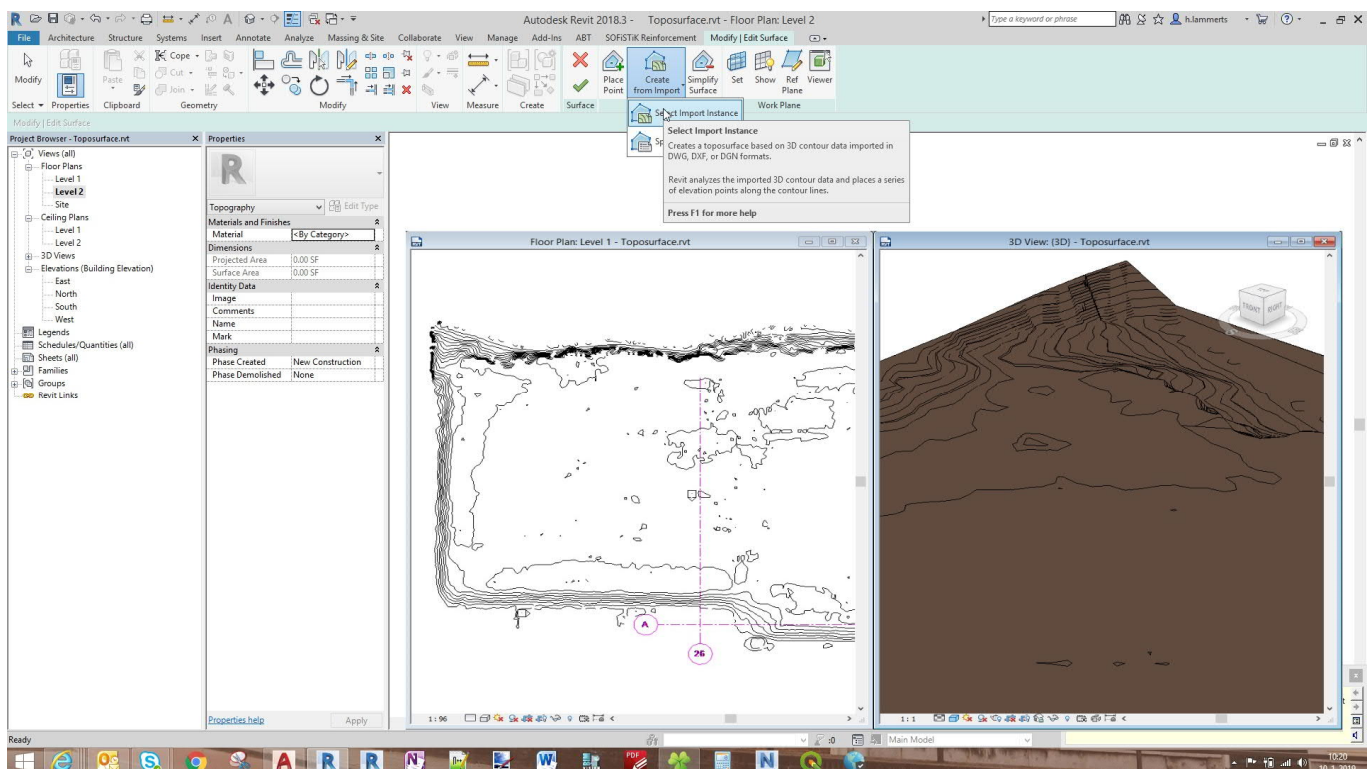 Autodesk Revit 2018.3 - Toposurface.rvt - Floor Plan: Level 2
Type a keyword or phrase
h.lammerts
File Architecture Structure Systems Insert Annotate Analyze Massing & Site Collaborate View Manage Add-Ins ABT SOFiSTiK Reinforcement Modify | Edit Surface
Modify
Properties
Paste
Cope
Cut
Join
Place Point
Create from Import
Simplify Surface
Set
Show
Ref Plane
Viewer
Select Properties Clipboard Geometry Modify View Measure Create Surface Work Plane
Modify | Edit Surface
Select Import Instance
Select Import Instance
Creates a toposurface based on 3D contour data imported in
DWG, DXF, or DGN formats.
Revit analyzes the imported 3D contour data and places a series
of elevation points along the contour lines.
Press F1 for more help
Project Browser - Toposurface.rvt
Views (all)
Floor Plans
Level 1
Level 2
Site
Ceiling Plans
Level 1
Level 2
3D Views
Elevations (Building Elevation)
East
North
South
West
Legends
Schedules/Quantities (all)
Sheets (all)
Families
Groups
Revit Links
Properties
Topography
Edit Type
Materials and Finishes
Material <By Category>
Dimensions
Projected Area 0.00 SF
Surface Area 0.00 SF
Identity Data
Image
Comments
Name
Mark
Phasing
Phase Created New Construction
Phase Demolished None
Properties help
Apply
Floor Plan: Level 1 - Toposurface.rvt
A
26
1 : 96
3D View: {3D} - Toposurface.rvt
FRONT
RIGHT
1 : 1
Ready
:0
Main Model
10:20
10-1-2019